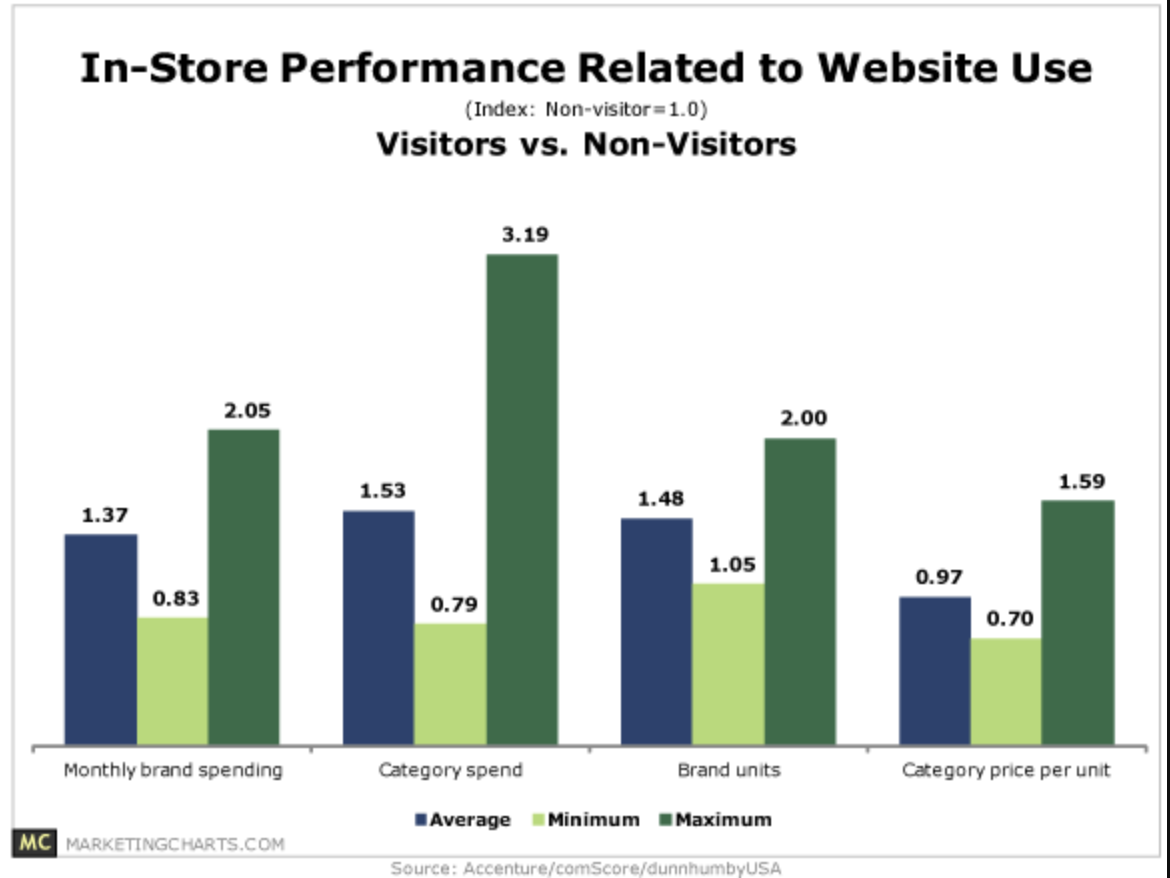 In-Store Performance Related to Website Use
(Index: Non-visitor=1.0)
Visitors vs. Non-Visitors
3.19
2.05
2.00
1.59
1.53
1.48
1.37
1.05
0.97
0.83
0.79
0.70
Monthly brand spending
Category spend
Brand units
Category price per unit
Average
Minimum
Maximum
MC MARKETINGCHARTS.COM
Source: Accenture/comScore/dunnhumbyUSA